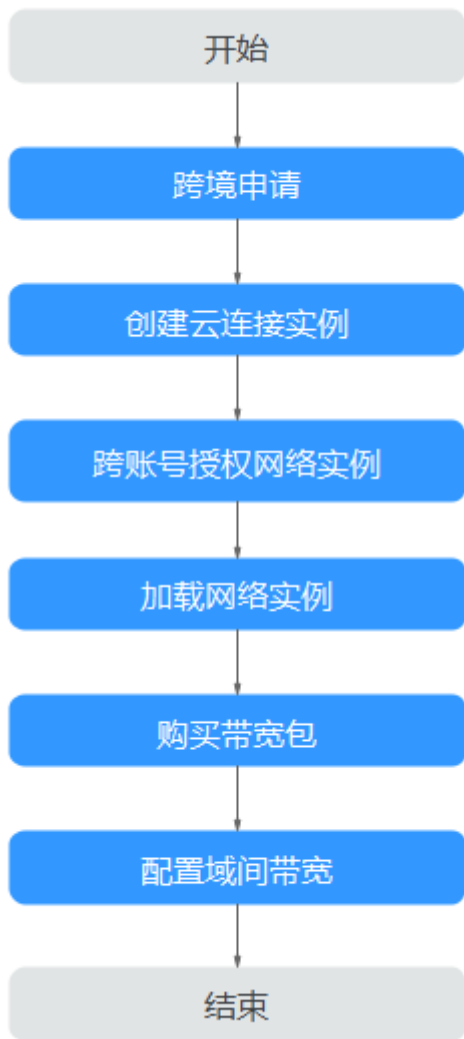 开始
跨境申请
创建云连接实例
跨账号授权网络实例
加载网络实例
购买带宽包
配置域间带宽
结束